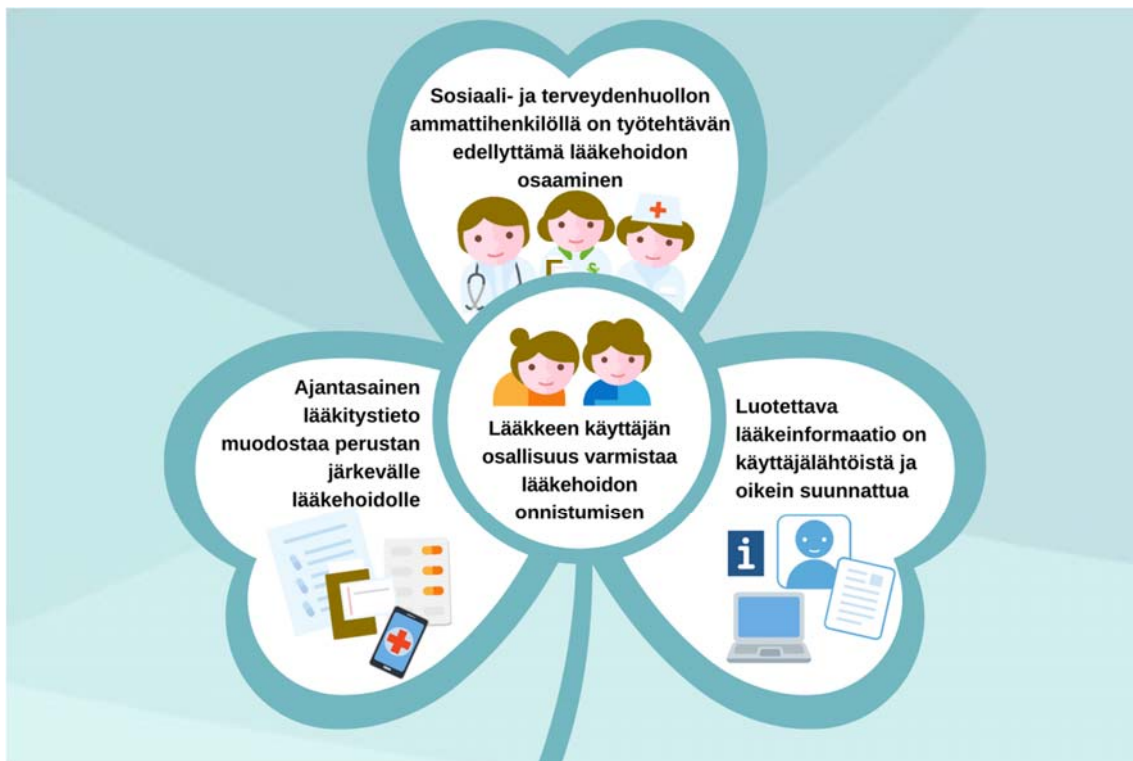 Sosiaali- ja terveydenhuollon
ammattihenkilöllä on työtehtävän
edellyttämä lääkehoidon
osaaminen
Ajantasainen
lääkitystieto
muodostaa perustan
järkevälle
lääkehoidolle
Lääkkeen käyttäjän
osallisuus varmistaa
lääkehoidon
onnistumisen
Luotettava
lääkeinformaatio on
käyttäjälähtöistä ja
oikein suunnattua
i